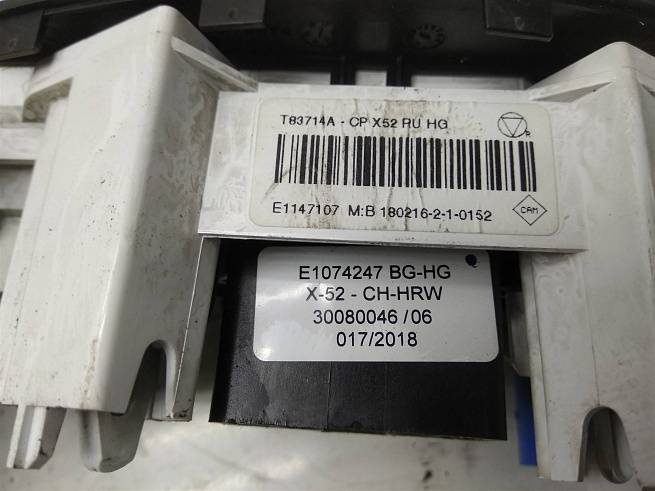 T83714A - CP X52 RU HG
R
E1147107 M:B 180216-2-1-0152
CAM
E1074247 BG-HG
X-52 - CH-HRW
30080046 /06
017/2018